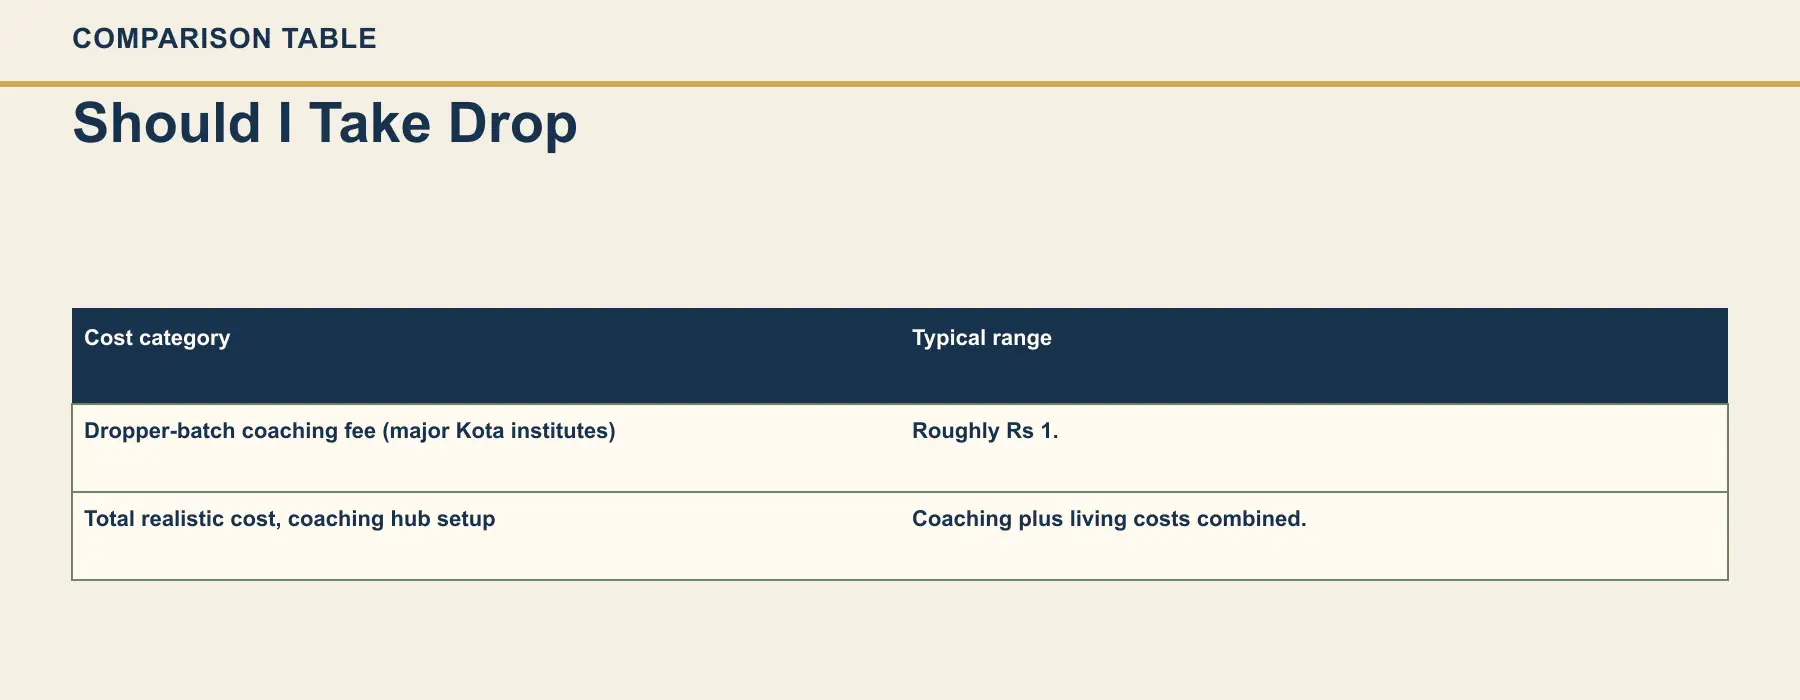 COMPARISON TABLE
Should I Take Drop
Cost category Typical range
Dropper-batch coaching fee (major Kota institutes) Roughly Rs 1.
Total realistic cost, coaching hub setup Coaching plus living costs combined.